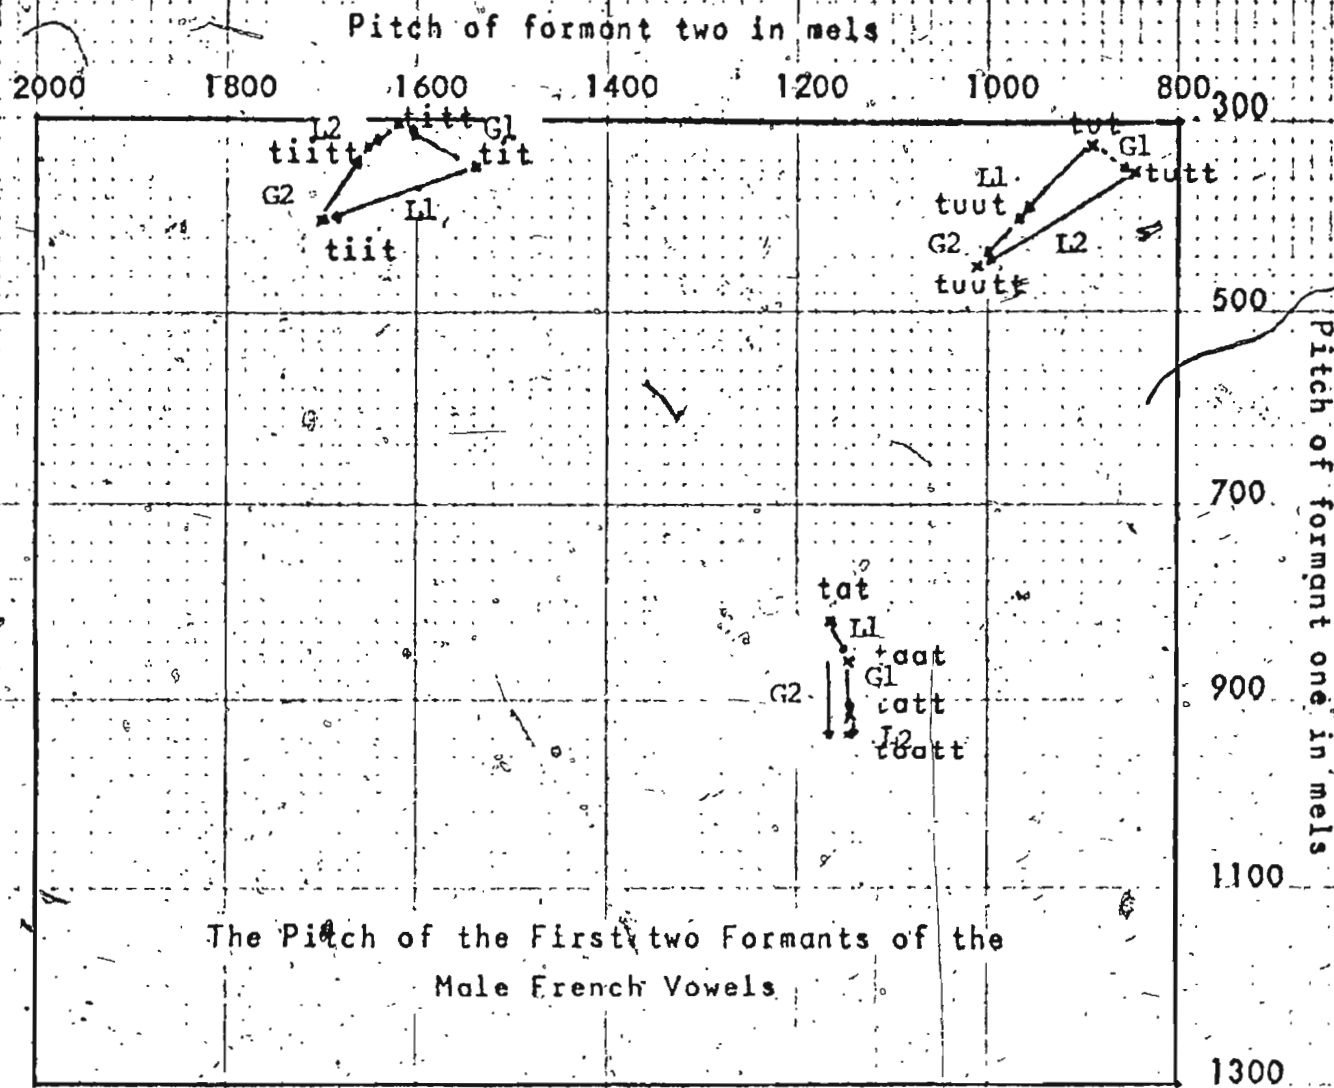 Pitch of formant two in mels
2000 1800 1600 1400 1200 1000 800
300
L2 titt G1
tiitt tit
G2
L1
tiit
tut
G1
L1 tutt
tuut
G2 L2
tuutt
500
700
tat
L1
taat
G1
G2
900
L2
1100
1300
Pitch of formant one in mels
The Pitch of the First two Formants of the
Male French Vowels